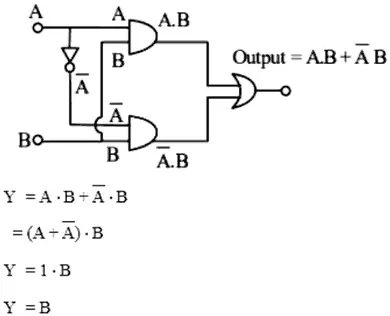 A
A
A.B
B
Output = A.B + A̅ B
A̅
A̅
B
B
A̅.B
Y = A · B + A̅ · B
= (A + A̅) · B
Y = 1 · B
Y = B